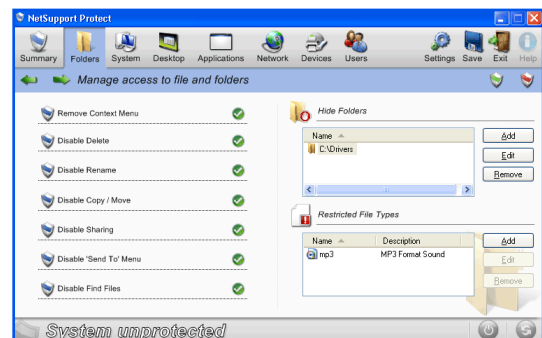 NetSupport Protect
Summary Folders System Desktop Applications Network Devices Users Settings Save Exit Help
Manage access to file and folders
Remove Context Menu
Disable Delete
Disable Rename
Disable Copy / Move
Disable Sharing
Disable 'Send To' Menu
Disable Find Files
Hide Folders
Name
C:\Drivers
Add
Edit
Remove
Restricted File Types
Name Description
mp3 MP3 Format Sound
Add
Edit
Remove
System unprotected